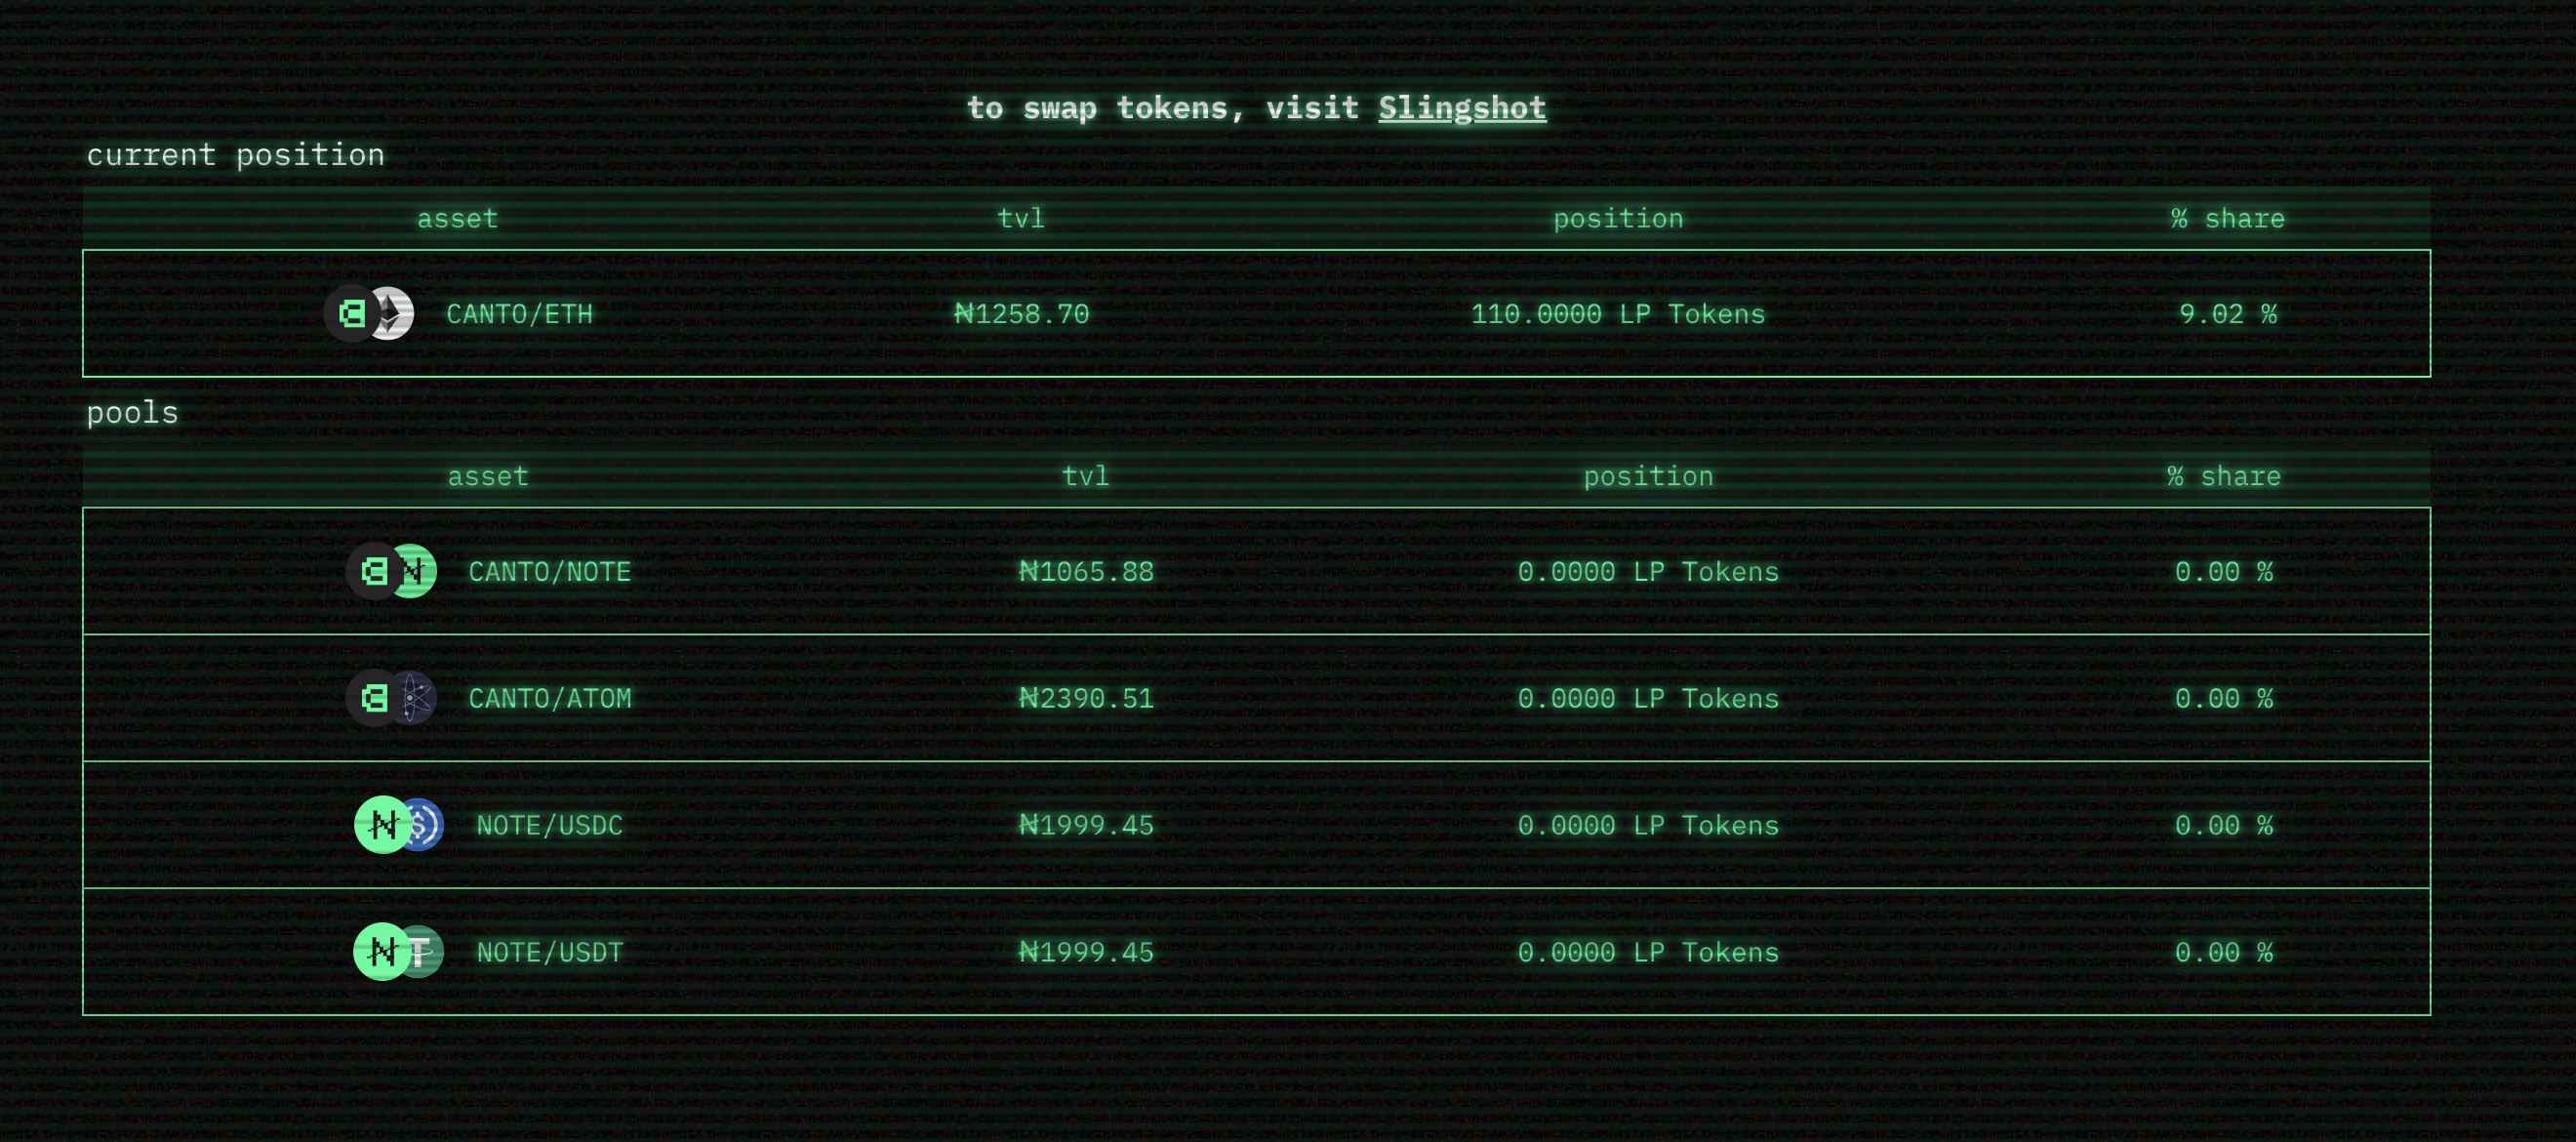 to swap tokens, visit Slingshot
current position
asset tvl position % share
CANTO/ETH ₦1258.70 110.0000 LP Tokens 9.02 %
pools
asset tvl position % share
CANTO/NOTE ₦1065.88 0.0000 LP Tokens 0.00 %
CANTO/ATOM ₦2390.51 0.0000 LP Tokens 0.00 %
NOTE/USDC ₦1999.45 0.0000 LP Tokens 0.00 %
NOTE/USDT ₦1999.45 0.0000 LP Tokens 0.00 %